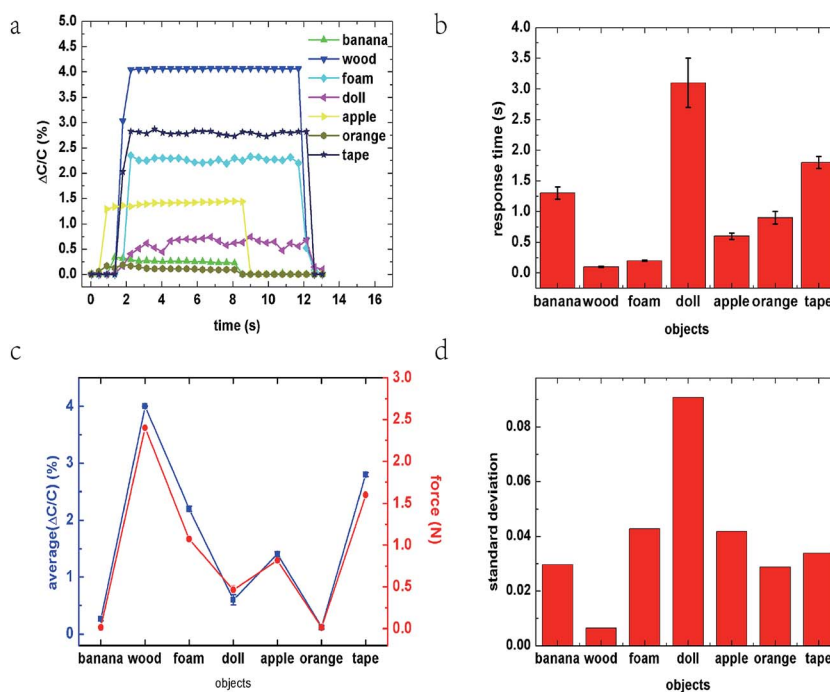 a
ΔC/C (%)
5.0
4.5
4.0
3.5
3.0
2.5
2.0
1.5
1.0
0.5
0.0
banana
wood
foam
doll
apple
orange
tape
0 2 4 6 8 10 12 14 16
time (s)
b
response time (s)
3.5
3.0
2.5
2.0
1.5
1.0
0.5
0.0
banana wood foam doll apple orange tape
objects
c
average(ΔC/C) (%)
4
2
0
force (N)
3.0
2.5
2.0
1.5
1.0
0.5
0.0
banana wood foam doll apple orange tape
objects
d
standard deviation
0.08
0.06
0.04
0.02
0.00
banana wood foam doll apple orange tape
objects